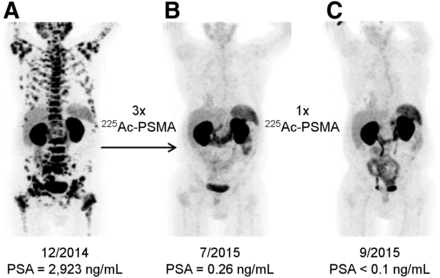 A
B
C
3x
²²⁵Ac-PSMA
1x
²²⁵Ac-PSMA
12/2014
PSA = 2,923 ng/mL
7/2015
PSA = 0.26 ng/mL
9/2015
PSA < 0.1 ng/mL